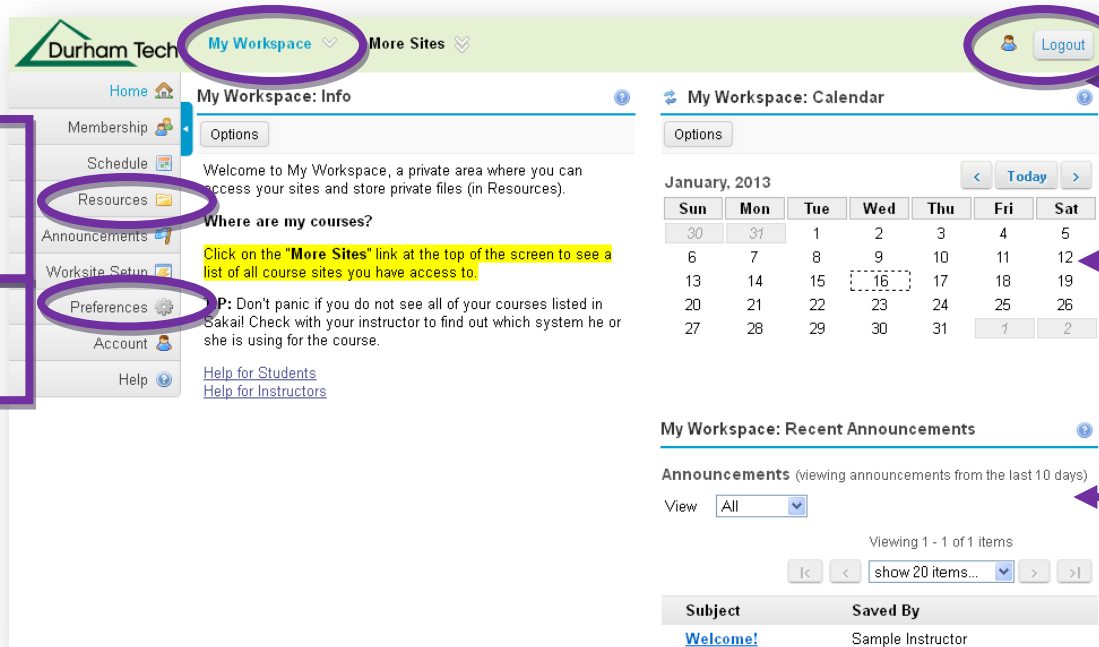 Durham Tech
My Workspace
More Sites
Logout
Home
Membership
Schedule
Resources
Announcements
Worksite Setup
Preferences
Account
Help
My Workspace: Info
Options
Welcome to My Workspace, a private area where you can
access your sites and store private files (in Resources).
Where are my courses?
Click on the "More Sites" link at the top of the screen to see a
list of all course sites you have access to.
TIP: Don't panic if you do not see all of your courses listed in
Sakai! Check with your instructor to find out which system he or
she is using for the course.
Help for Students
Help for Instructors
My Workspace: Calendar
Options
January, 2013
< Today >
Sun Mon Tue Wed Thu Fri Sat
30 31 1 2 3 4 5
6 7 8 9 10 11 12
13 14 15 16 17 18 19
20 21 22 23 24 25 26
27 28 29 30 31 1 2
My Workspace: Recent Announcements
Announcements (viewing announcements from the last 10 days)
View All
Viewing 1 - 1 of 1 items
|< < show 20 items... > >|
Subject Saved By
Welcome! Sample Instructor